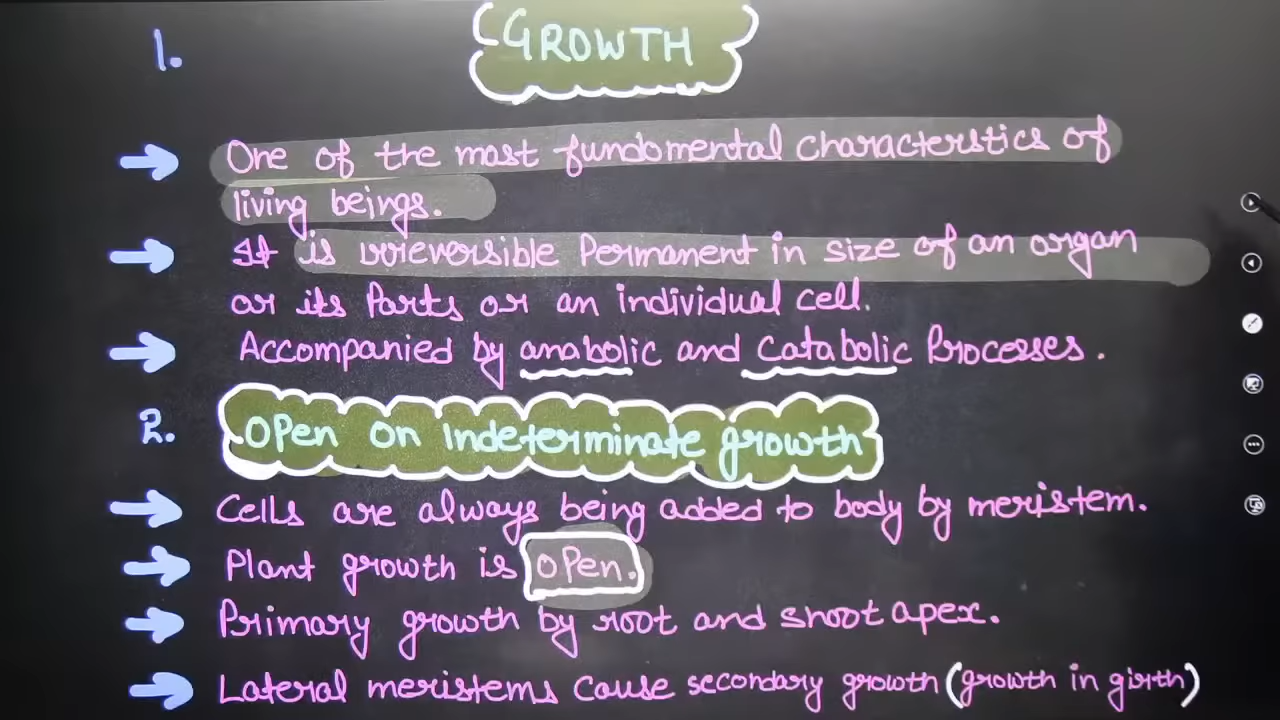 1. GROWTH
One of the most fundomental characterstics of
living beings.
It is irreversible Permanent in size of an organ
or its Parts or an individual cell.
Accompanied by anabolic and catabolic Processes.
2. OPen on indeterminate growth
Cells are always being added to body by meristem.
Plant growth is OPen.
Primary growth by root and shoot apex.
Lateral meristems cause secondary growth (growth in girth)